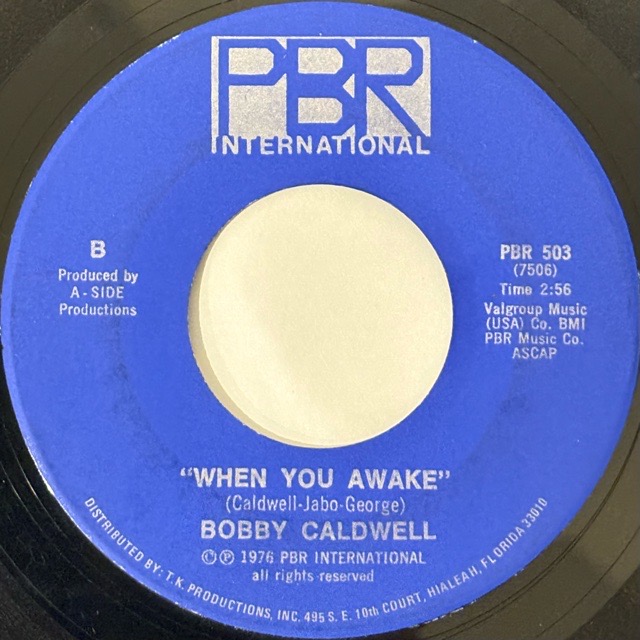 PBR
INTERNATIONAL
B
Produced by
A - SIDE
Productions
PBR 503
(7506)
Time 2:56
Valgroup Music
(USA) Co. BMI
PBR Music Co.
ASCAP
"WHEN YOU AWAKE"
(Caldwell-Jabo-George)
BOBBY CALDWELL
© ℗ 1976 PBR INTERNATIONAL
all rights reserved
DISTRIBUTED BY: T.K. PRODUCTIONS, INC. 495 S. E. 10th COURT, HIALEAH, FLORIDA 33010